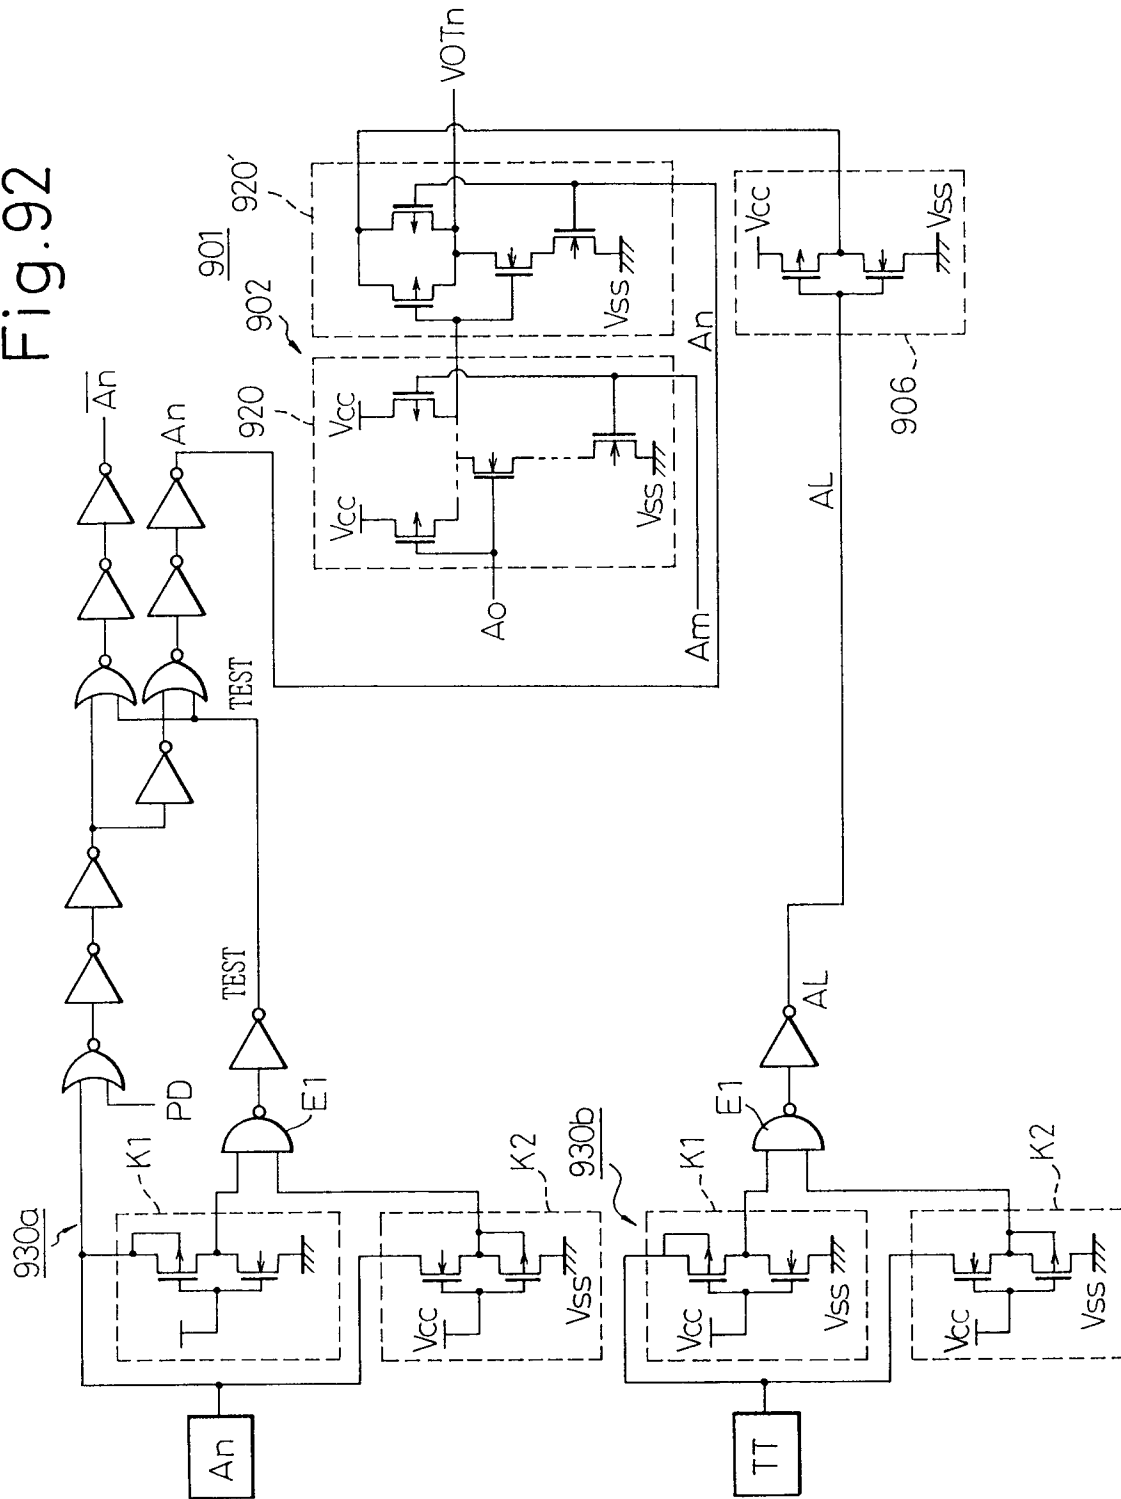 Fig.92
An
An
TEST
TEST
PD
930a
K1
E1
K2
Vcc
Vss
An
901
902
920
920'
VOTn
Vcc
Vcc
Vss
Vss
Ao
Am
An
906
Vcc
Vss
AL
AL
E1
930b
K1
K2
Vcc
Vss
Vcc
Vss
TT